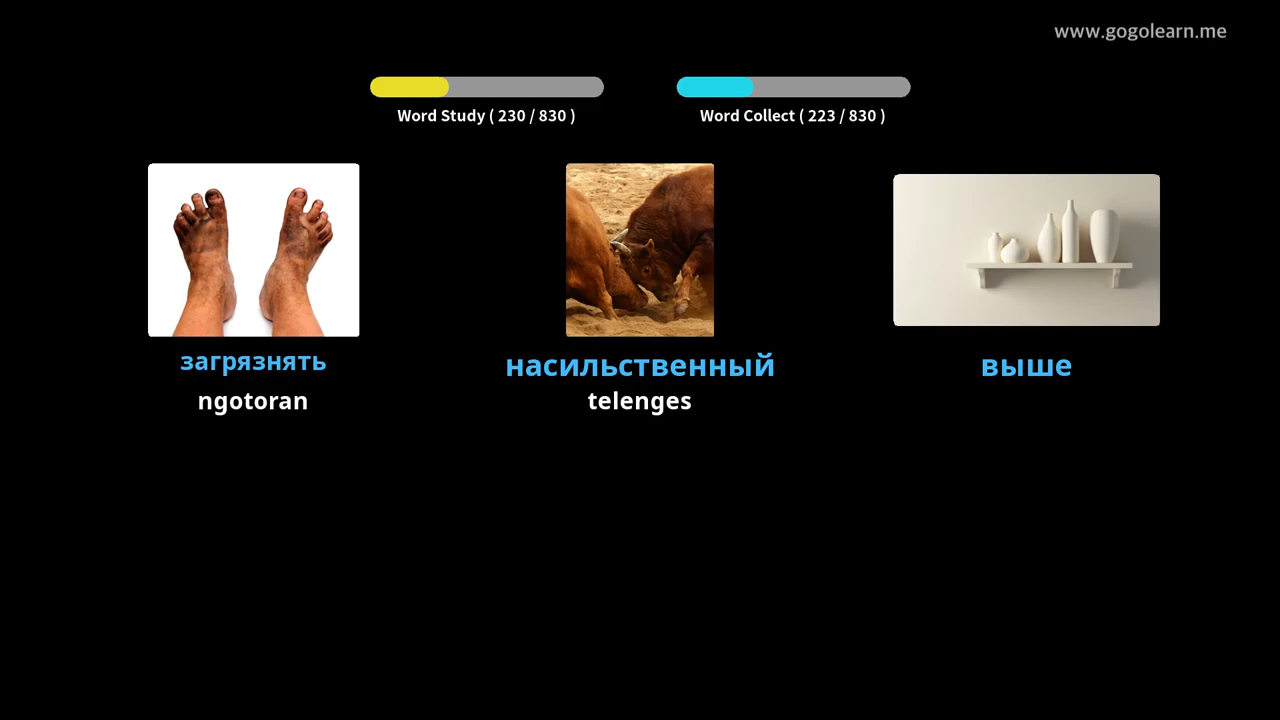 www.gogolearn.me
Word Study ( 230 / 830 )
Word Collect ( 223 / 830 )
загрязнять
ngotoran
насильственный
telenges
выше